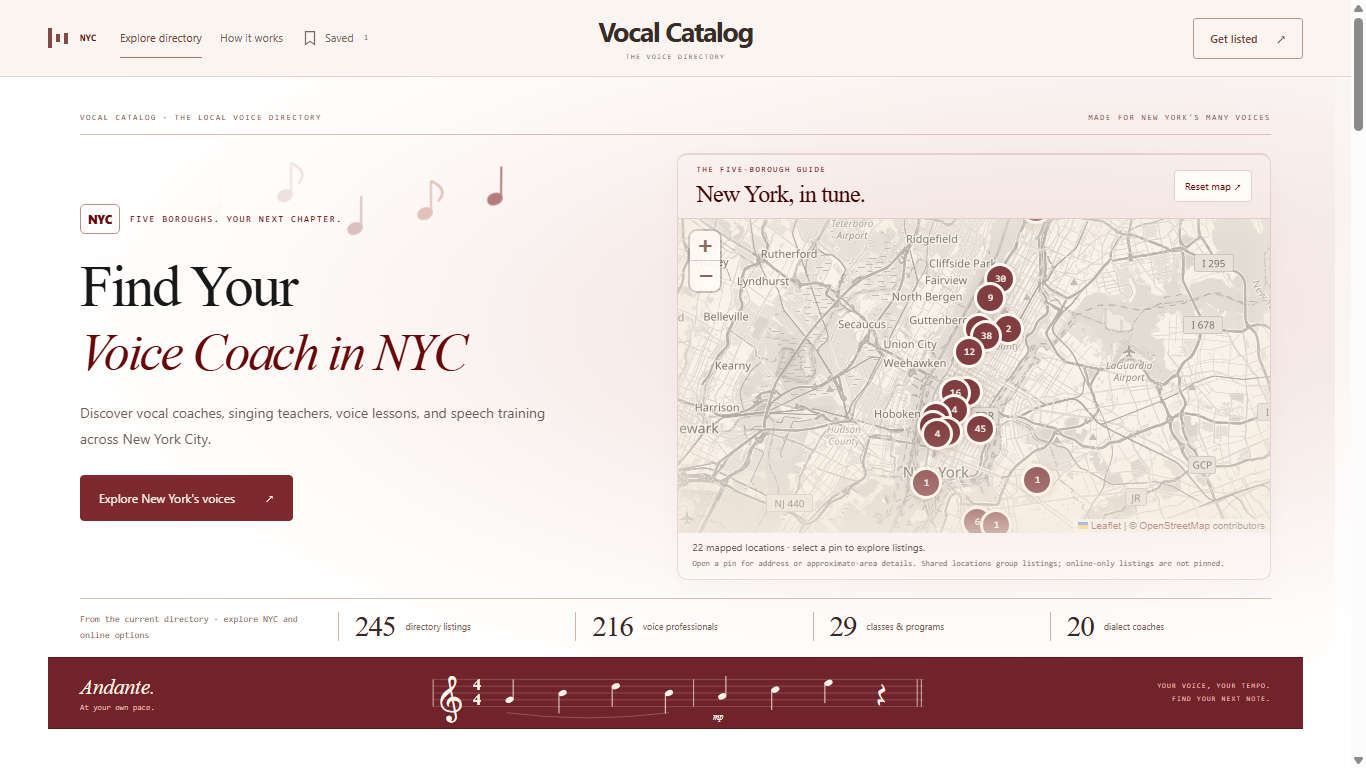 NYC
Explore directory
How it works
Saved 1
Vocal Catalog
THE VOICE DIRECTORY
Get listed ↗
VOCAL CATALOG · THE LOCAL VOICE DIRECTORY
MADE FOR NEW YORK'S MANY VOICES
NYC
FIVE BOROUGHS. YOUR NEXT CHAPTER.
Find Your
Voice Coach in NYC
Discover vocal coaches, singing teachers, voice lessons, and speech training
across New York City.
Explore New York's voices ↗
THE FIVE-BOROUGH GUIDE
New York, in tune.
Reset map ↗
+
−
Teterboro
Airport
Ridgefield
Rutherford
Cliffside Park
I 295
Lyndhurst
Fairview
30
North Bergen
9
Belleville
Secaucus
Guttenberg
38
2
I 678
Union City
12
Weehawken
Kearny
LaGuardia
Airport
16
Harrison
Hoboken
4
ewark
Hudson
County
4
45
GCP
1
1
JR
NJ 440
6
1
Leaflet | © OpenStreetMap contributors
22 mapped locations · select a pin to explore listings.
Open a pin for address or approximate-area details. Shared locations group listings; online-only listings are not pinned.
From the current directory · explore NYC and
online options
245 directory listings
216 voice professionals
29 classes & programs
20 dialect coaches
Andante.
At your own pace.
4
4
mp
YOUR VOICE, YOUR TEMPO.
FIND YOUR NEXT NOTE.